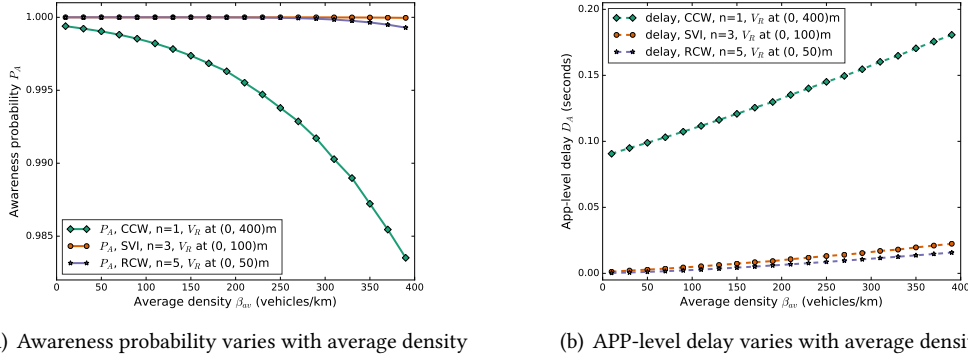 1.000
0.995
0.990
0.985
Awareness probability P_A
P_A, CCW, n=1, V_R at (0, 400)m
P_A, SVI, n=3, V_R at (0, 100)m
P_A, RCW, n=5, V_R at (0, 50)m
0 50 100 150 200 250 300 350 400
Average density β_av (vehicles/km)
) Awareness probability varies with average density
0.20
0.15
0.10
0.05
0.00
App-level delay D_A (seconds)
delay, CCW, n=1, V_R at (0, 400)m
delay, SVI, n=3, V_R at (0, 100)m
delay, RCW, n=5, V_R at (0, 50)m
0 50 100 150 200 250 300 350 400
Average density β_av (vehicles/km)
(b) APP-level delay varies with average densi